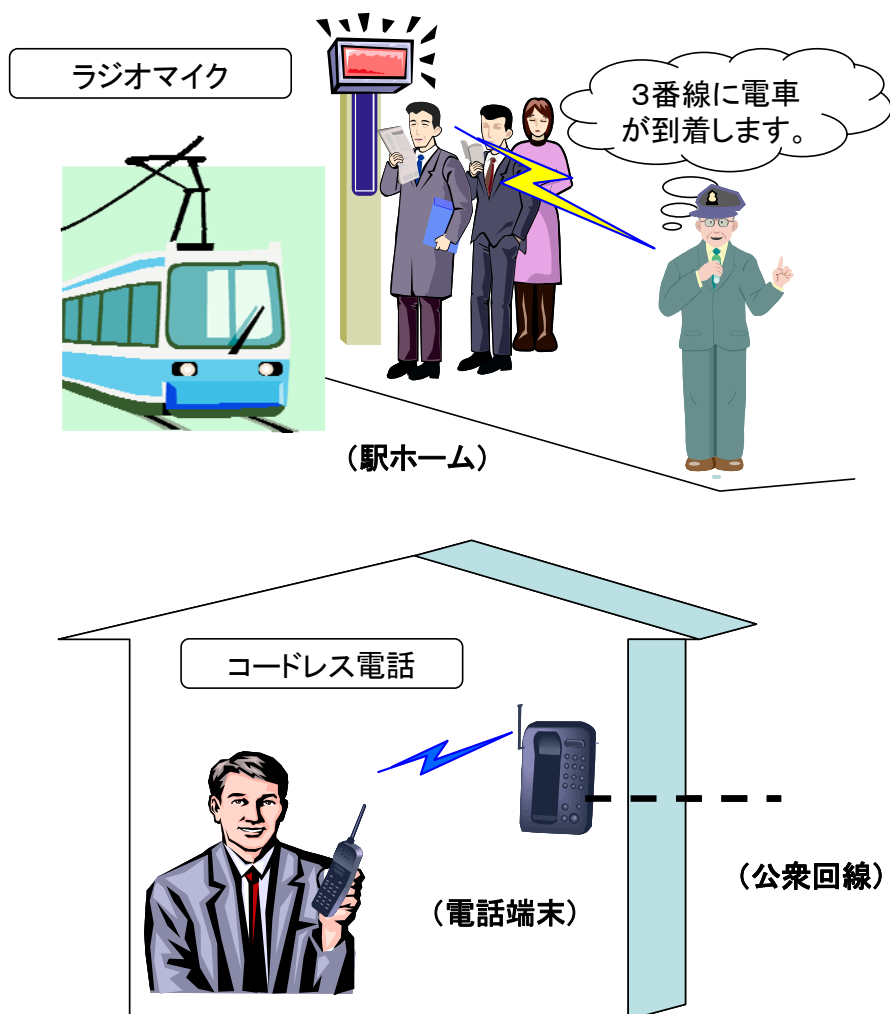 ラジオマイク
３番線に電車
が到着します。
（駅ホーム）
コードレス電話
（公衆回線）
（電話端末）